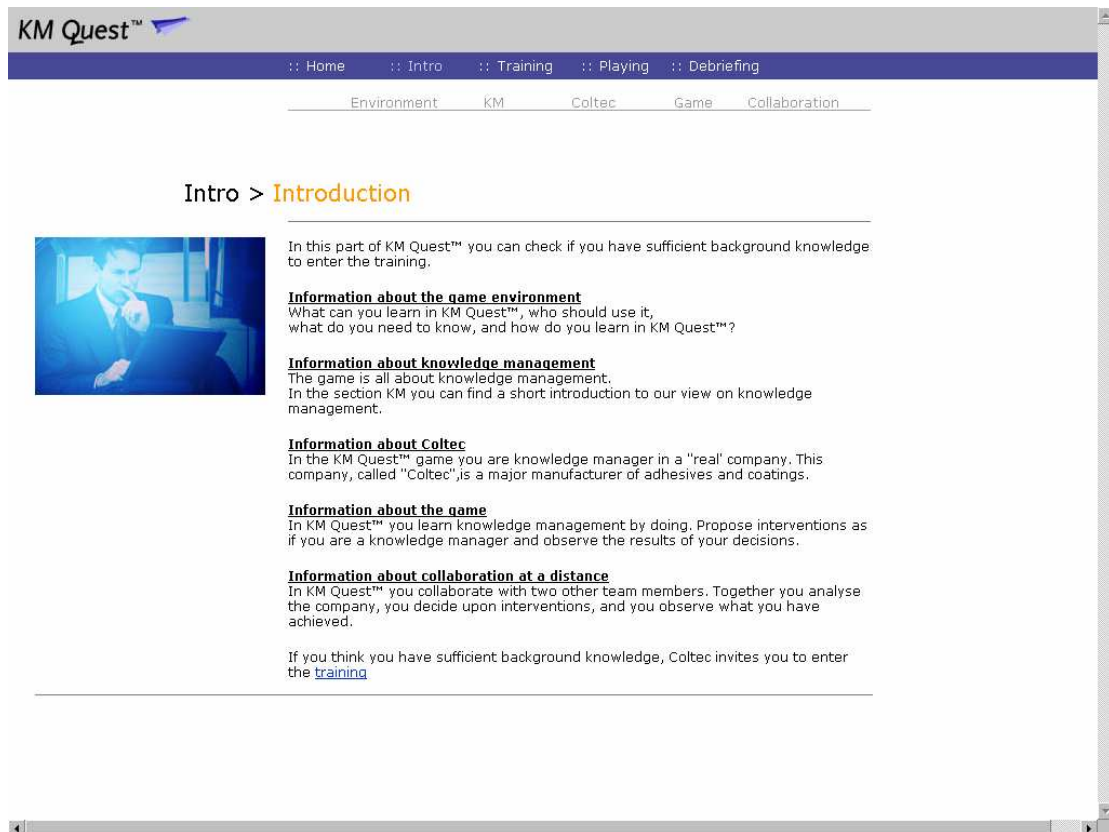 KM Quest™
:: Home :: Intro :: Training :: Playing :: Debriefing
Environment KM Coltec Game Collaboration
Intro > Introduction
In this part of KM Quest™ you can check if you have sufficient background knowledge
to enter the training.
Information about the game environment
What can you learn in KM Quest™, who should use it,
what do you need to know, and how do you learn in KM Quest™?
Information about knowledge management
The game is all about knowledge management.
In the section KM you can find a short introduction to our view on knowledge
management.
Information about Coltec
In the KM Quest™ game you are knowledge manager in a "real' company. This
company, called "Coltec",is a major manufacturer of adhesives and coatings.
Information about the game
In KM Quest™ you learn knowledge management by doing. Propose interventions as
if you are a knowledge manager and observe the results of your decisions.
Information about collaboration at a distance
In KM Quest™ you collaborate with two other team members. Together you analyse
the company, you decide upon interventions, and you observe what you have
achieved.
If you think you have sufficient background knowledge, Coltec invites you to enter
the training